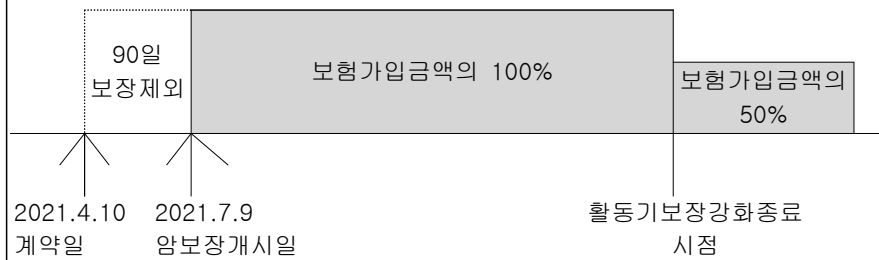 90일
보장제외
보험가입금액의 100%
보험가입금액의
50%
2021.4.10
계약일
2021.7.9
암보장개시일
활동기보장강화종료
시점